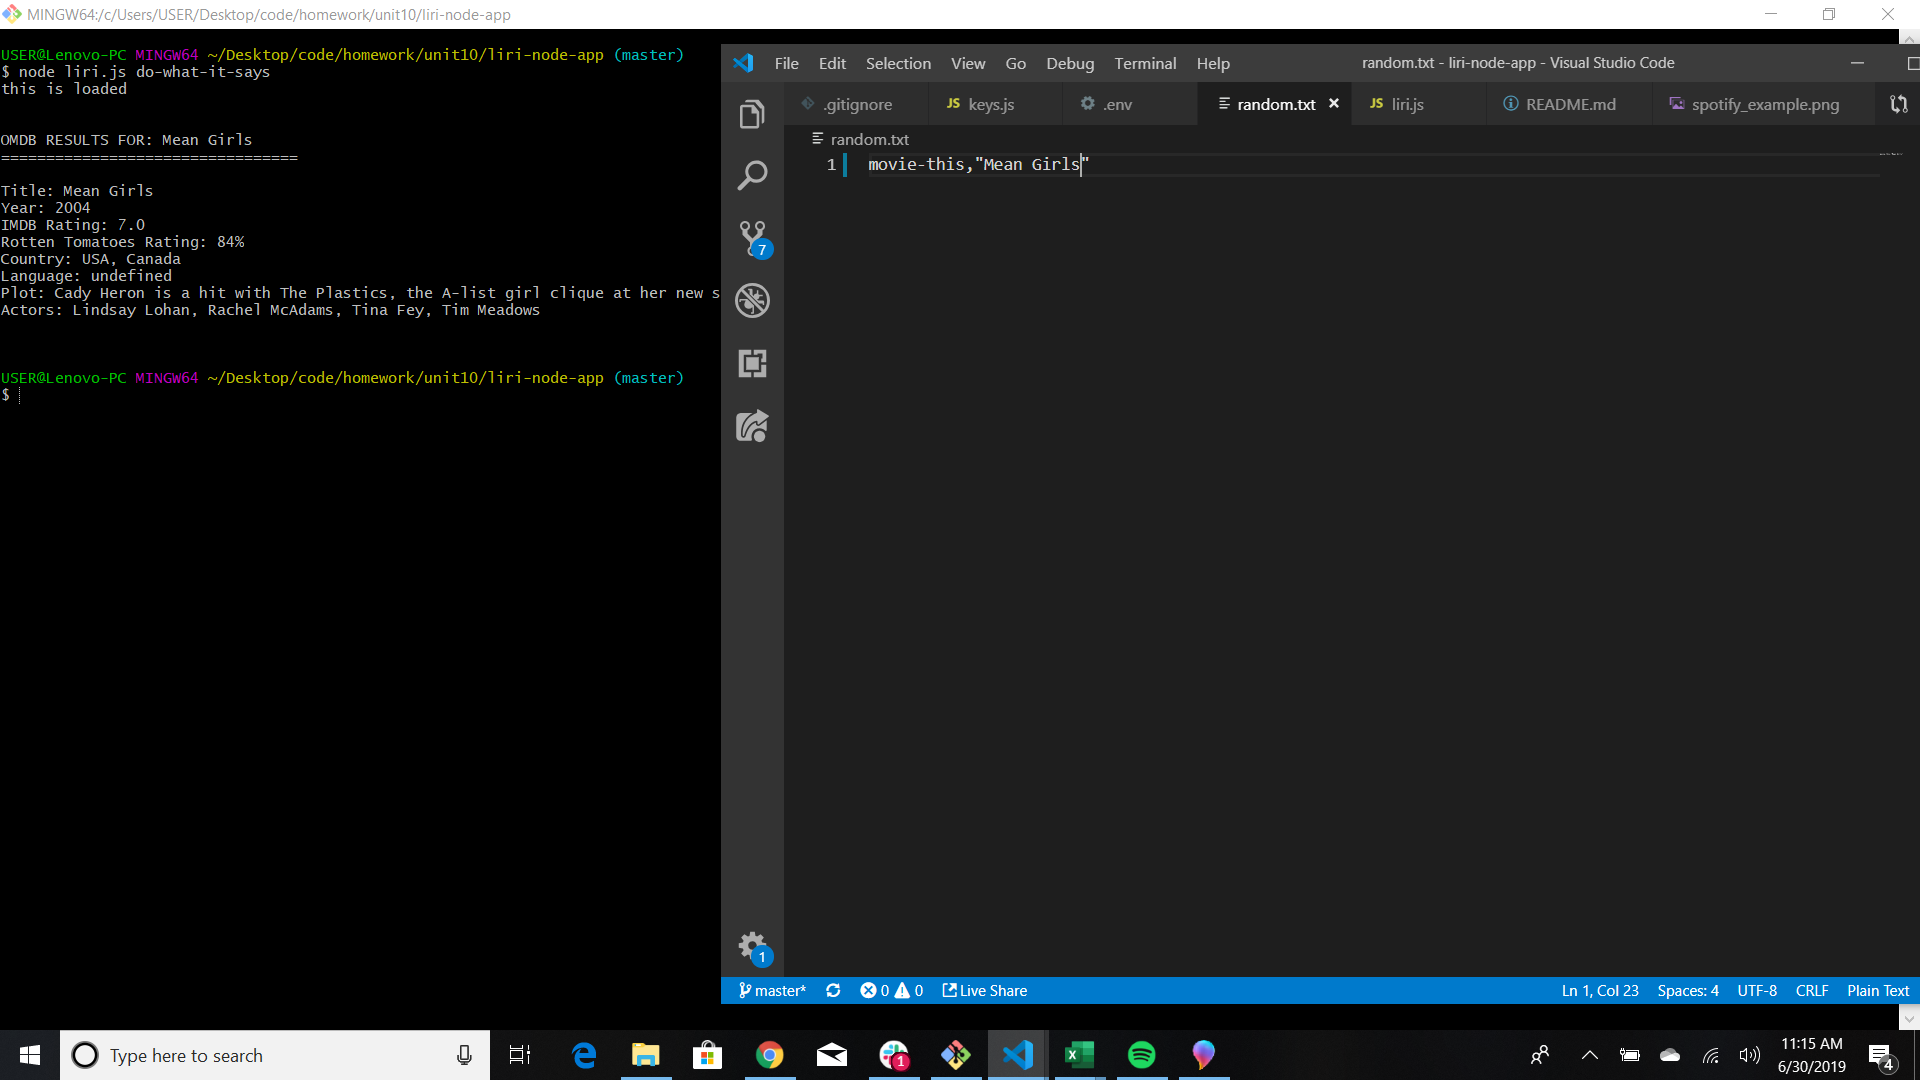 MINGW64:/c/Users/USER/Desktop/code/homework/unit10/liri-node-app
USER@Lenovo-PC MINGW64 ~/Desktop/code/homework/unit10/liri-node-app (master)
$ node liri.js do-what-it-says
this is loaded
OMDB RESULTS FOR: Mean Girls
=================================
Title: Mean Girls
Year: 2004
IMDB Rating: 7.0
Rotten Tomatoes Rating: 84%
Country: USA, Canada
Language: undefined
Plot: Cady Heron is a hit with The Plastics, the A-list girl clique at her new s
Actors: Lindsay Lohan, Rachel McAdams, Tina Fey, Tim Meadows
USER@Lenovo-PC MINGW64 ~/Desktop/code/homework/unit10/liri-node-app (master)
$
File Edit Selection View Go Debug Terminal Help random.txt - liri-node-app - Visual Studio Code
.gitignore JS keys.js .env random.txt JS liri.js README.md spotify_example.png
random.txt
1 movie-this,"Mean Girls"
7
1
master* 0 0 Live Share Ln 1, Col 23 Spaces: 4 UTF-8 CRLF Plain Text
Type here to search
1
11:15 AM
6/30/2019
4